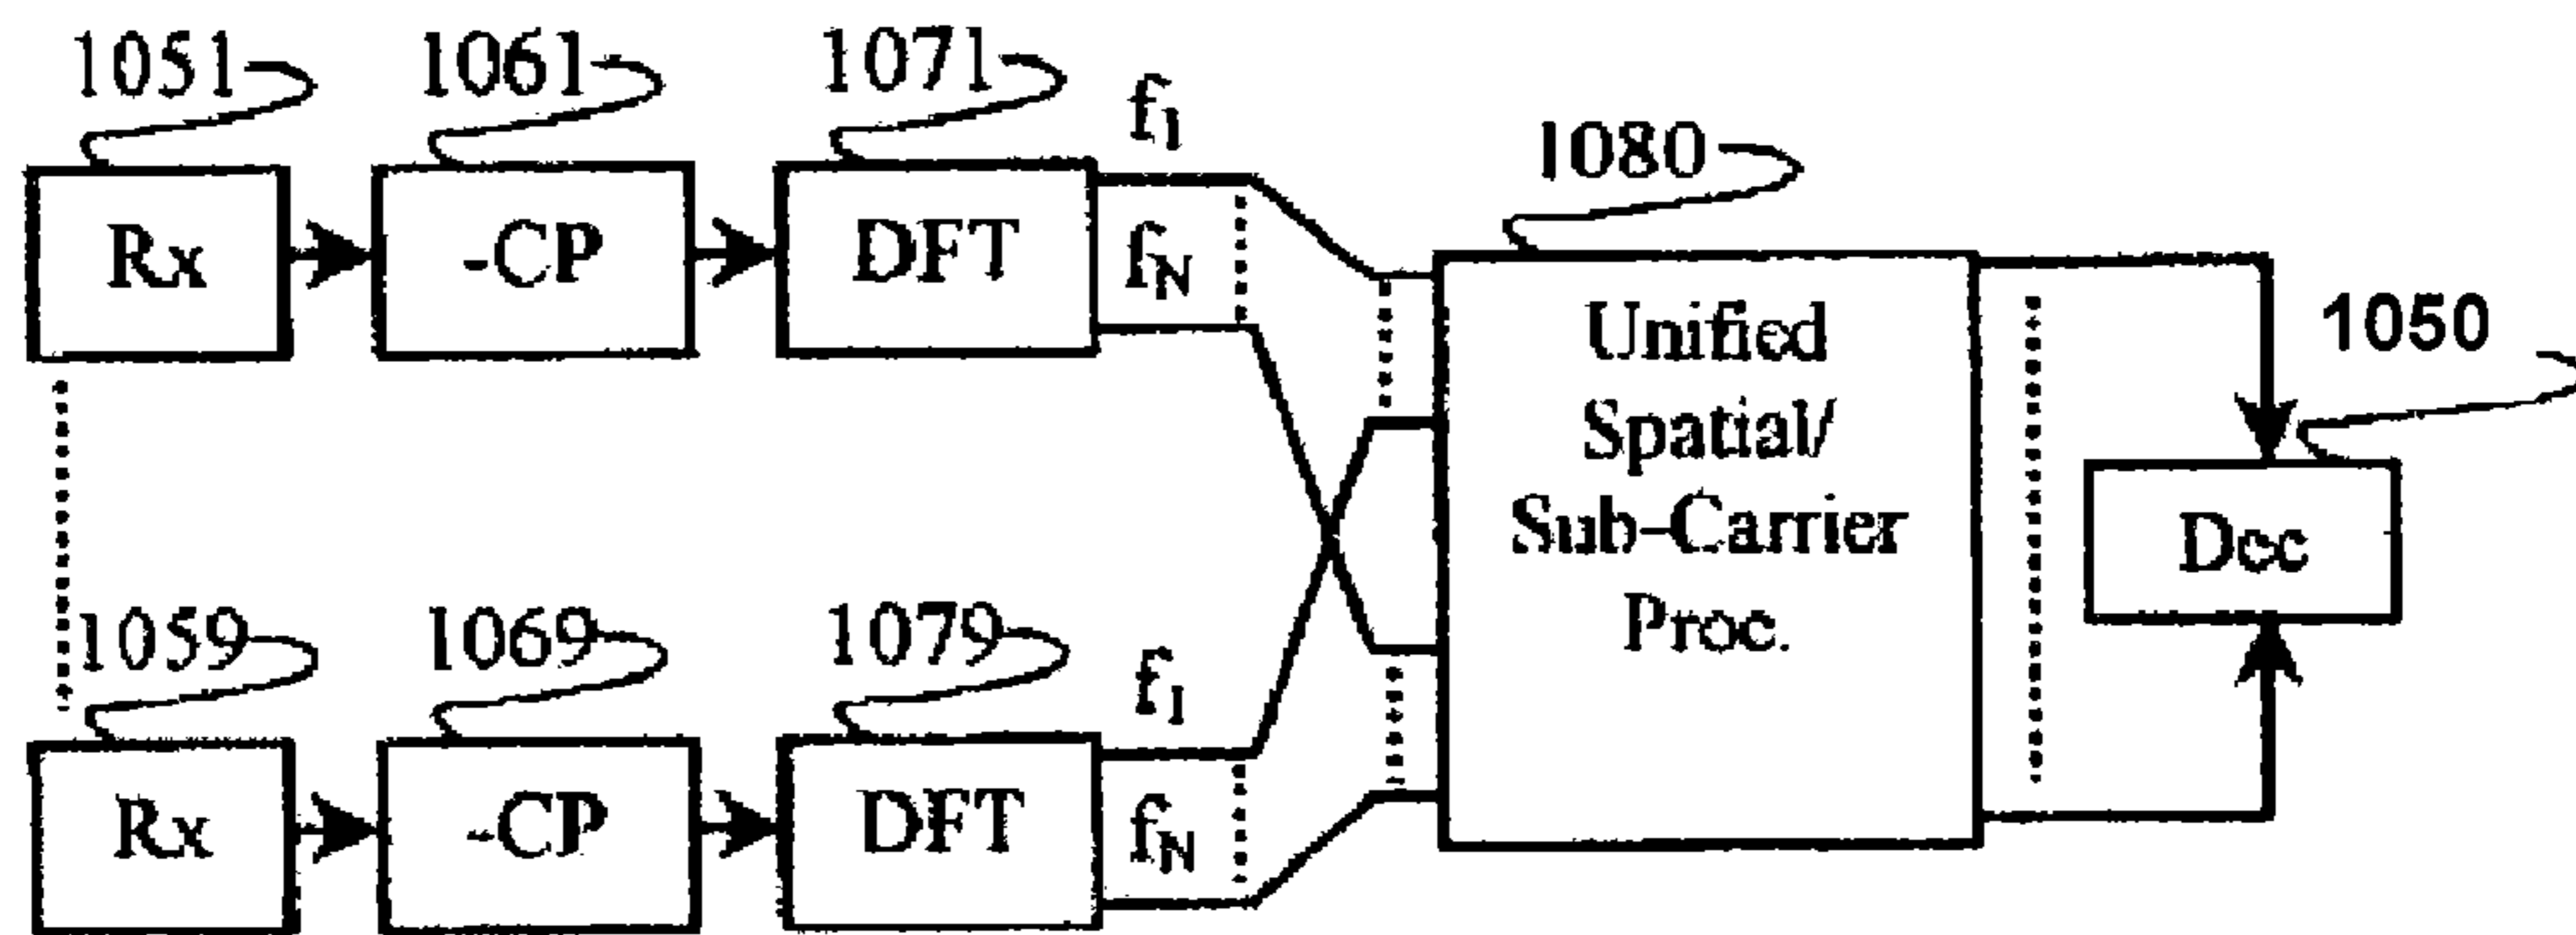 1051 1061 1071 f1
1080
Rx -CP DFT fN
Unified
Spatial/
Sub-Carrier
Proc.
1050
Dec
1059 1069 1079 f1
Rx -CP DFT fN